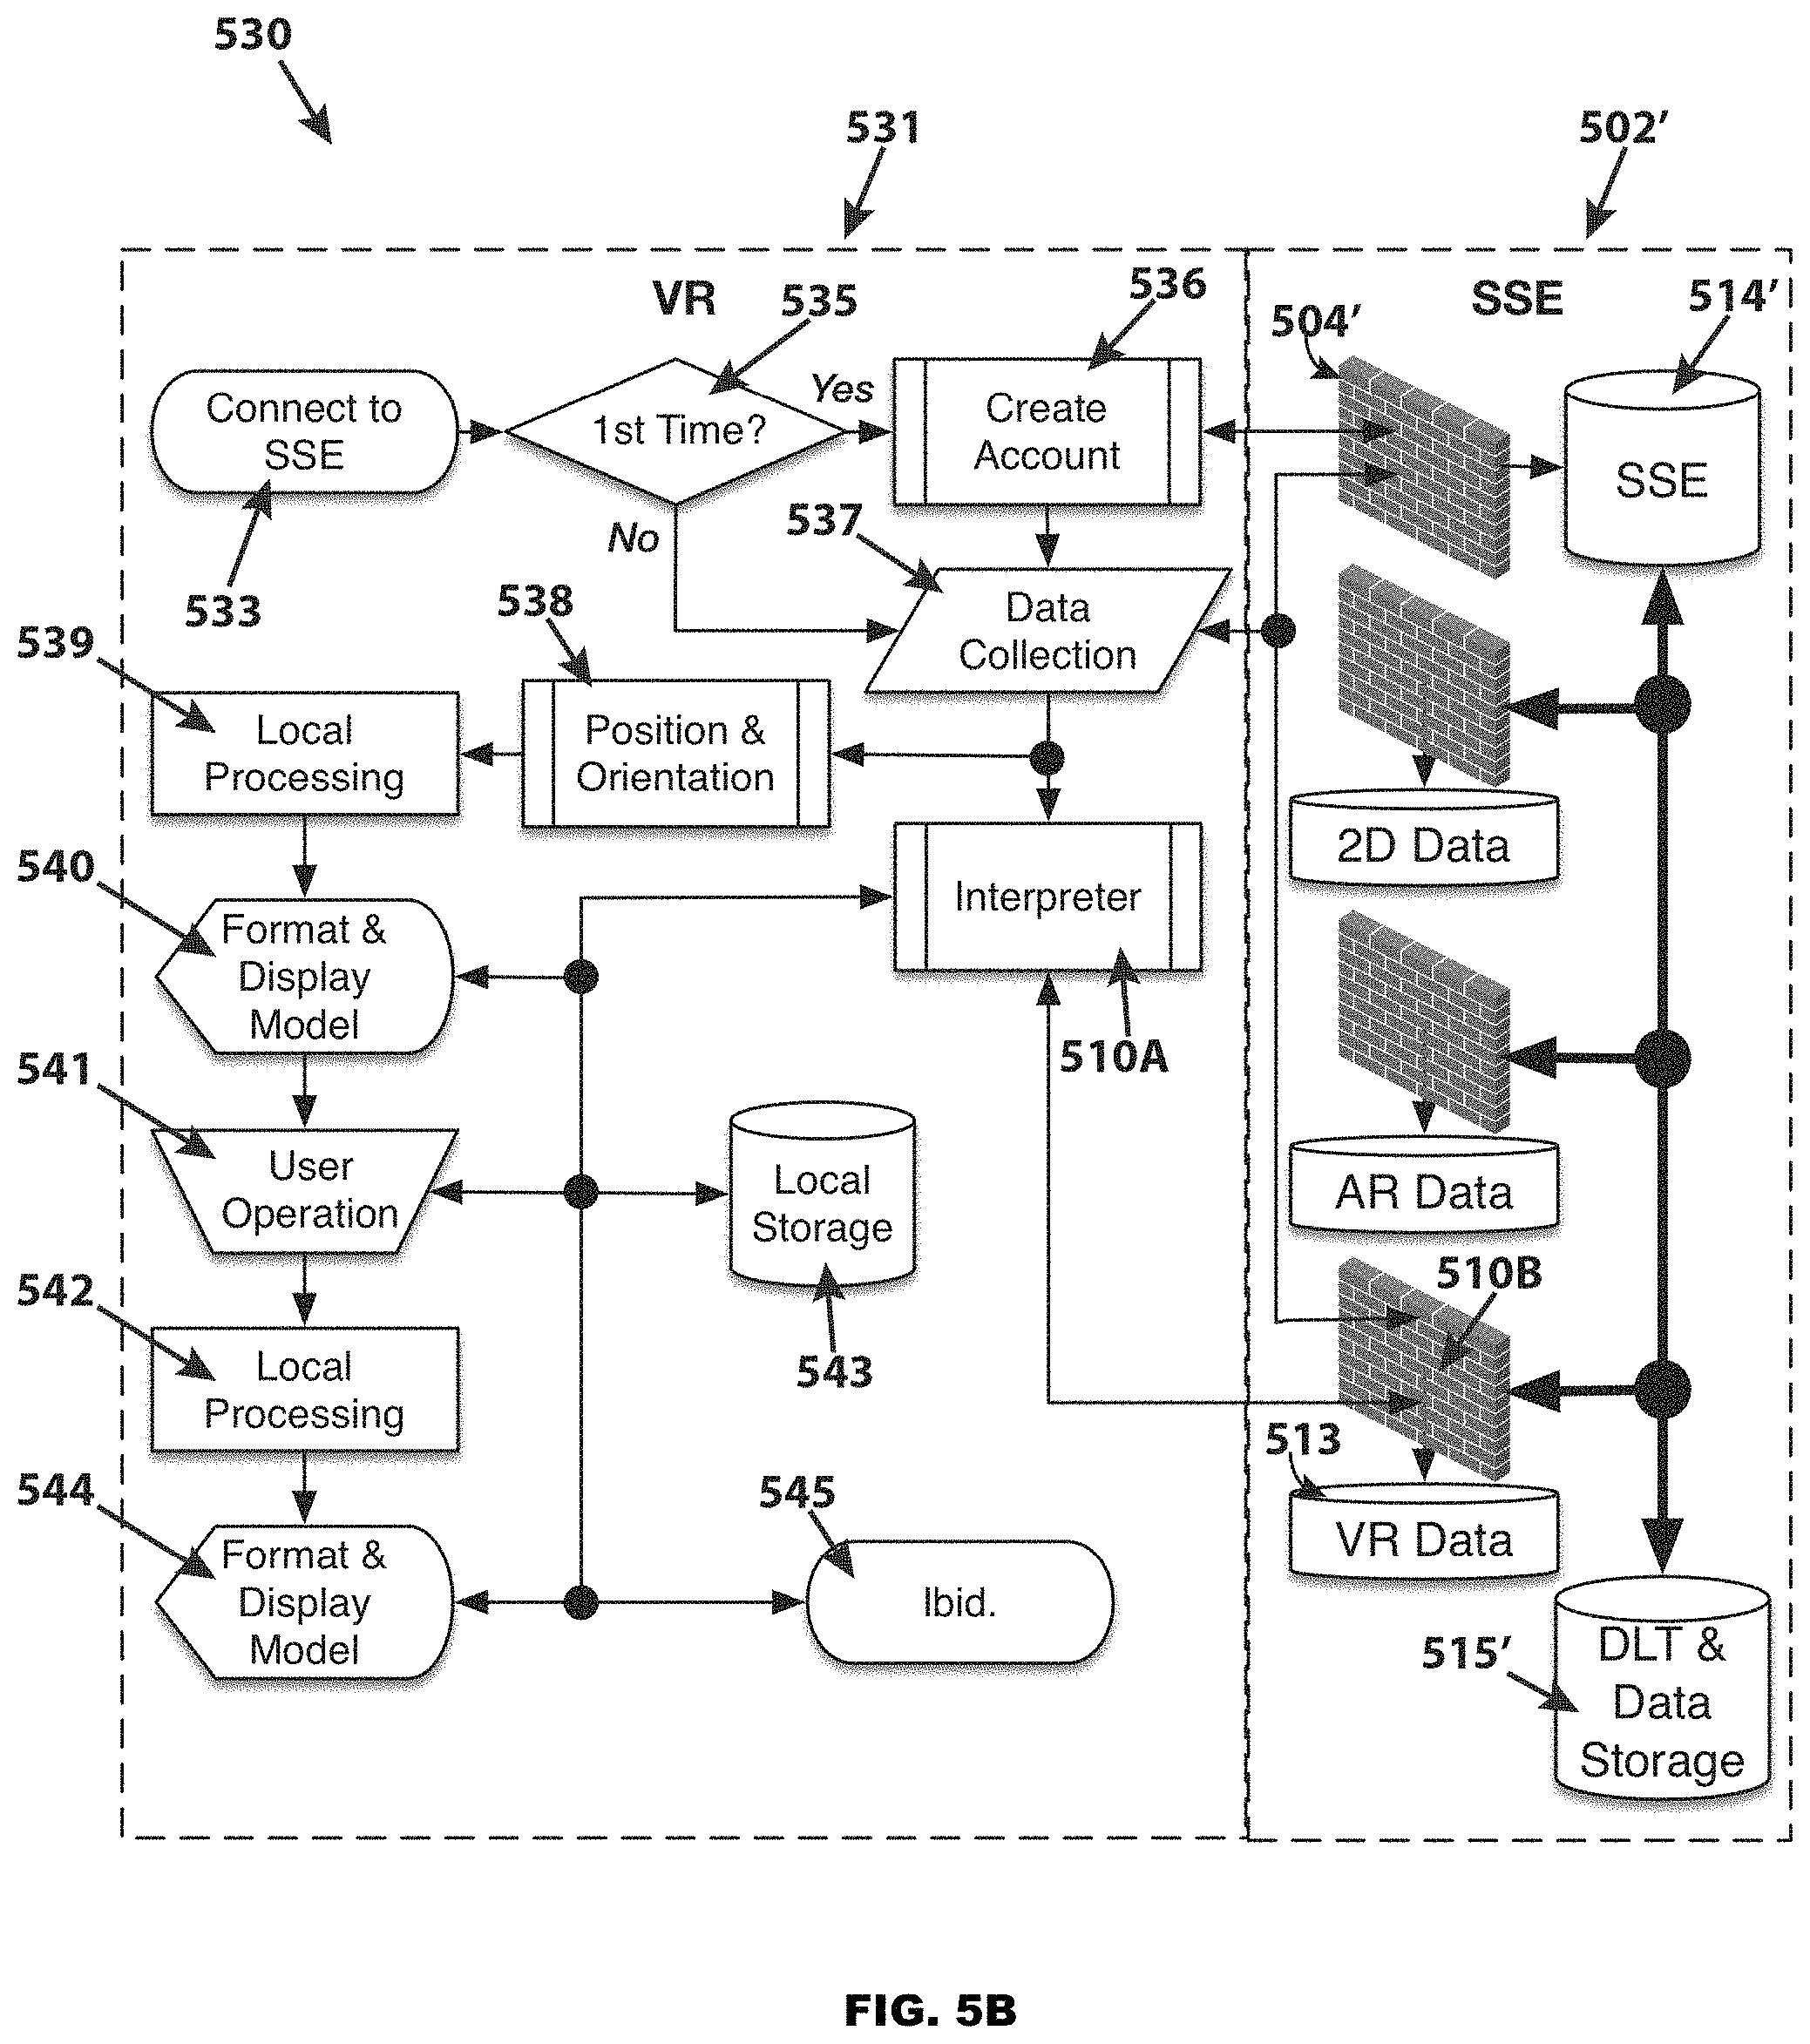 530
531
502’
VR
535
536
504’
SSE
514’
Connect to
SSE
1st Time?
Yes
Create
Account
SSE
No
533
537
538
Data
Collection
539
Local
Processing
Position &
Orientation
2D Data
540
Format &
Display
Model
Interpreter
510A
541
User
Operation
Local
Storage
AR Data
542
543
510B
Local
Processing
513
544
545
VR Data
Format &
Display
Model
Ibid.
515’
DLT &
Data
Storage
FIG. 5B